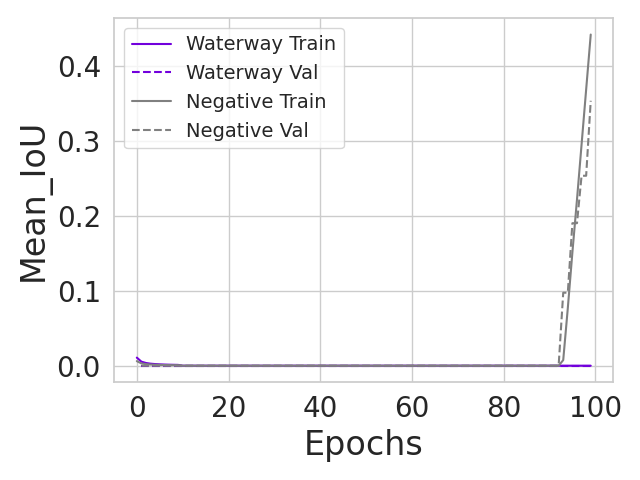 Waterway Train
Waterway Val
Negative Train
Negative Val
Mean_IoU
0.4
0.3
0.2
0.1
0.0
0 20 40 60 80 100
Epochs